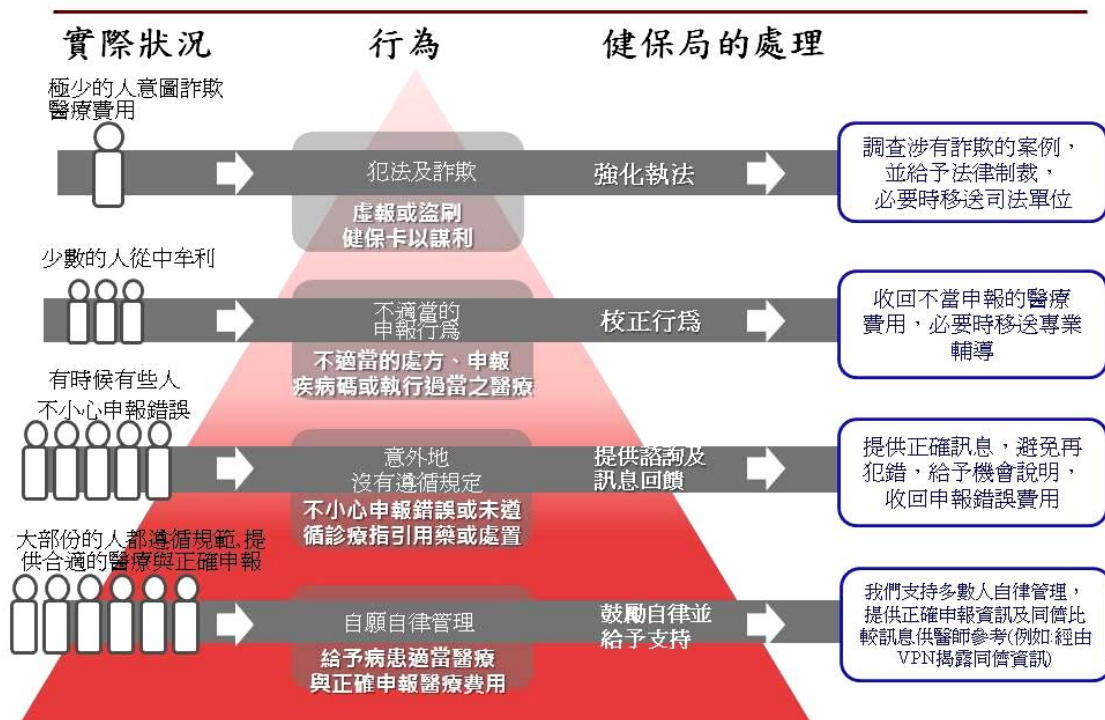 實際狀況
行為
健保局的處理
極少的人意圖詐欺
醫療費用
犯法及詐欺
虛報或盜刷
健保卡以謀利
強化執法
調查涉有詐欺的案例，
並給予法律制裁，
必要時移送司法單位
少數的人從中牟利
不適當的
申報行為
不適當的處方、申報
疾病碼或執行過當之醫療
校正行為
收回不當申報的醫療
費用，必要時移送專業
輔導
有時候有些人
不小心申報錯誤
意外地
沒有遵循規定
不小心申報錯誤或未遵
循診療指引用藥或處置
提供諮詢及
訊息回饋
提供正確訊息，避免再
犯錯，給予機會說明，
收回申報錯誤費用
大部份的人都遵循規範,提
供合適的醫療與正確申報
自願自律管理
給予病患適當醫療
與正確申報醫療費用
鼓勵自律並
給予支持
我們支持多數人自律管理，
提供正確申報資訊及同儕比
較訊息供醫師參考(例如:經由
VPN揭露同儕資訊)